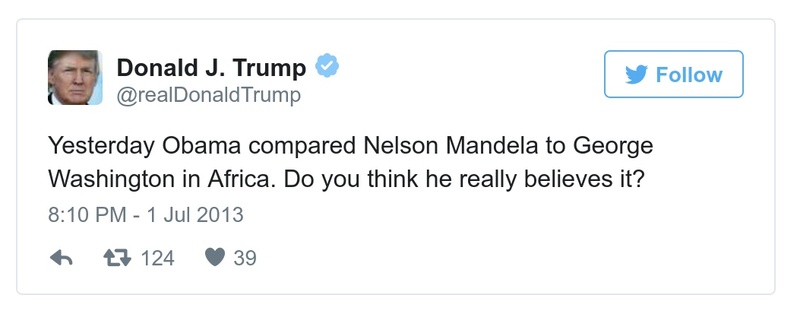 Donald J. Trump
@realDonaldTrump
Follow
Yesterday Obama compared Nelson Mandela to George
Washington in Africa. Do you think he really believes it?
8:10 PM - 1 Jul 2013
124 39